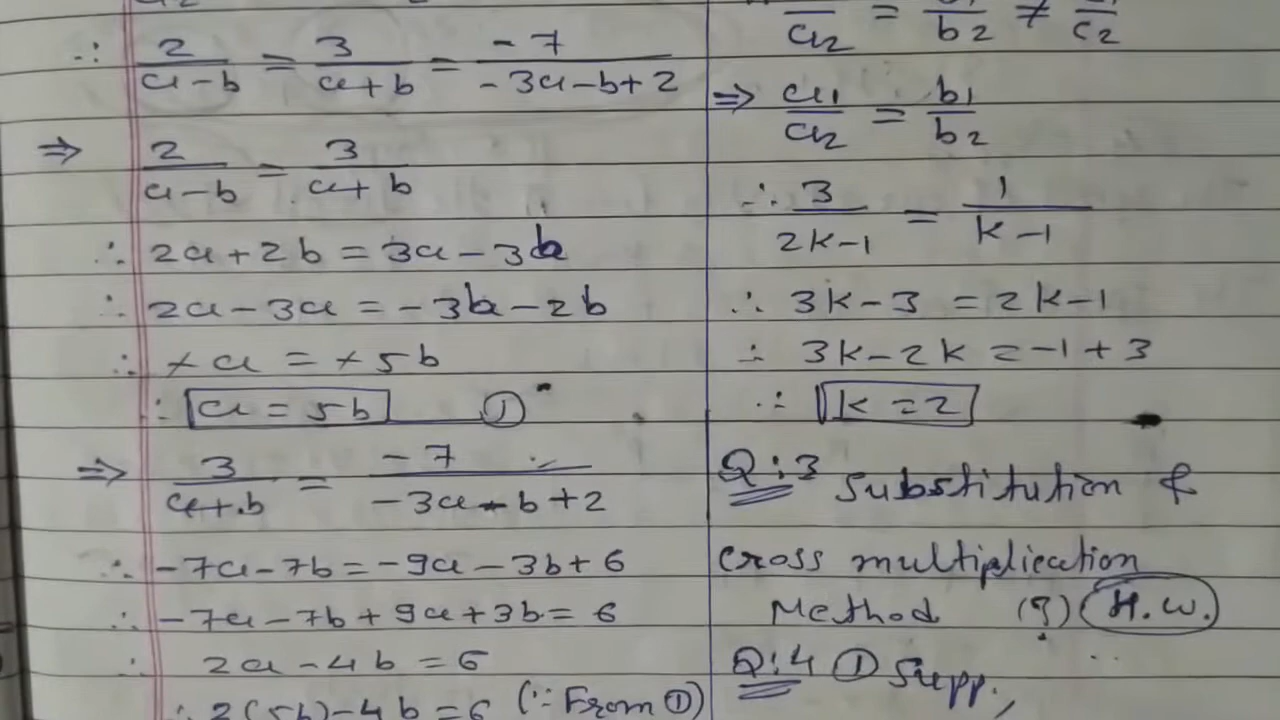 ∴ 2/(a-b) = 3/(a+b) = -7/(-3a-b+2)
⇒ 2/(a-b) = 3/(a+b)
∴ 2a+2b = 3a-3b
∴ 2a-3a = -3b-2b
∴ -a = -5b
∴ a = 5b ①
⇒ 3/(a+b) = -7/(-3a-b+2)
∴ -7a-7b = -9a-3b+6
∴ -7a-7b+9a+3b = 6
∴ 2a-4b = 6
∴ 2(5b)-4b = 6 (∵ From ①)
= b1/b2 ≠
⇒ a1/a2 = b1/b2
∴ 3/(2k-1) = 1/(k-1)
∴ 3k-3 = 2k-1
∴ 3k-2k = -1+3
∴ k = 2
Q:3 Substitution &
cross multiplication
Method (?) H.W.
Q:4 ① Supp.,